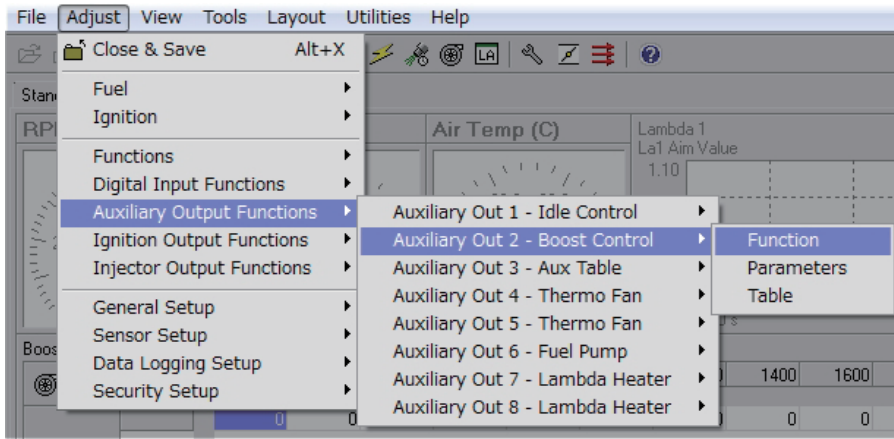 File Adjust View Tools Layout Utilities Help
Close & Save Alt+X
Fuel
Ignition
Functions
Digital Input Functions
Auxiliary Output Functions
Ignition Output Functions
Injector Output Functions
General Setup
Sensor Setup
Data Logging Setup
Security Setup
Auxiliary Out 1 - Idle Control
Auxiliary Out 2 - Boost Control
Auxiliary Out 3 - Aux Table
Auxiliary Out 4 - Thermo Fan
Auxiliary Out 5 - Thermo Fan
Auxiliary Out 6 - Fuel Pump
Auxiliary Out 7 - Lambda Heater
Auxiliary Out 8 - Lambda Heater
Function
Parameters
Table
LA
Air Temp (C)
Lambda 1
La1 Aim Value
1.10
1400 1600
0 0 0 0